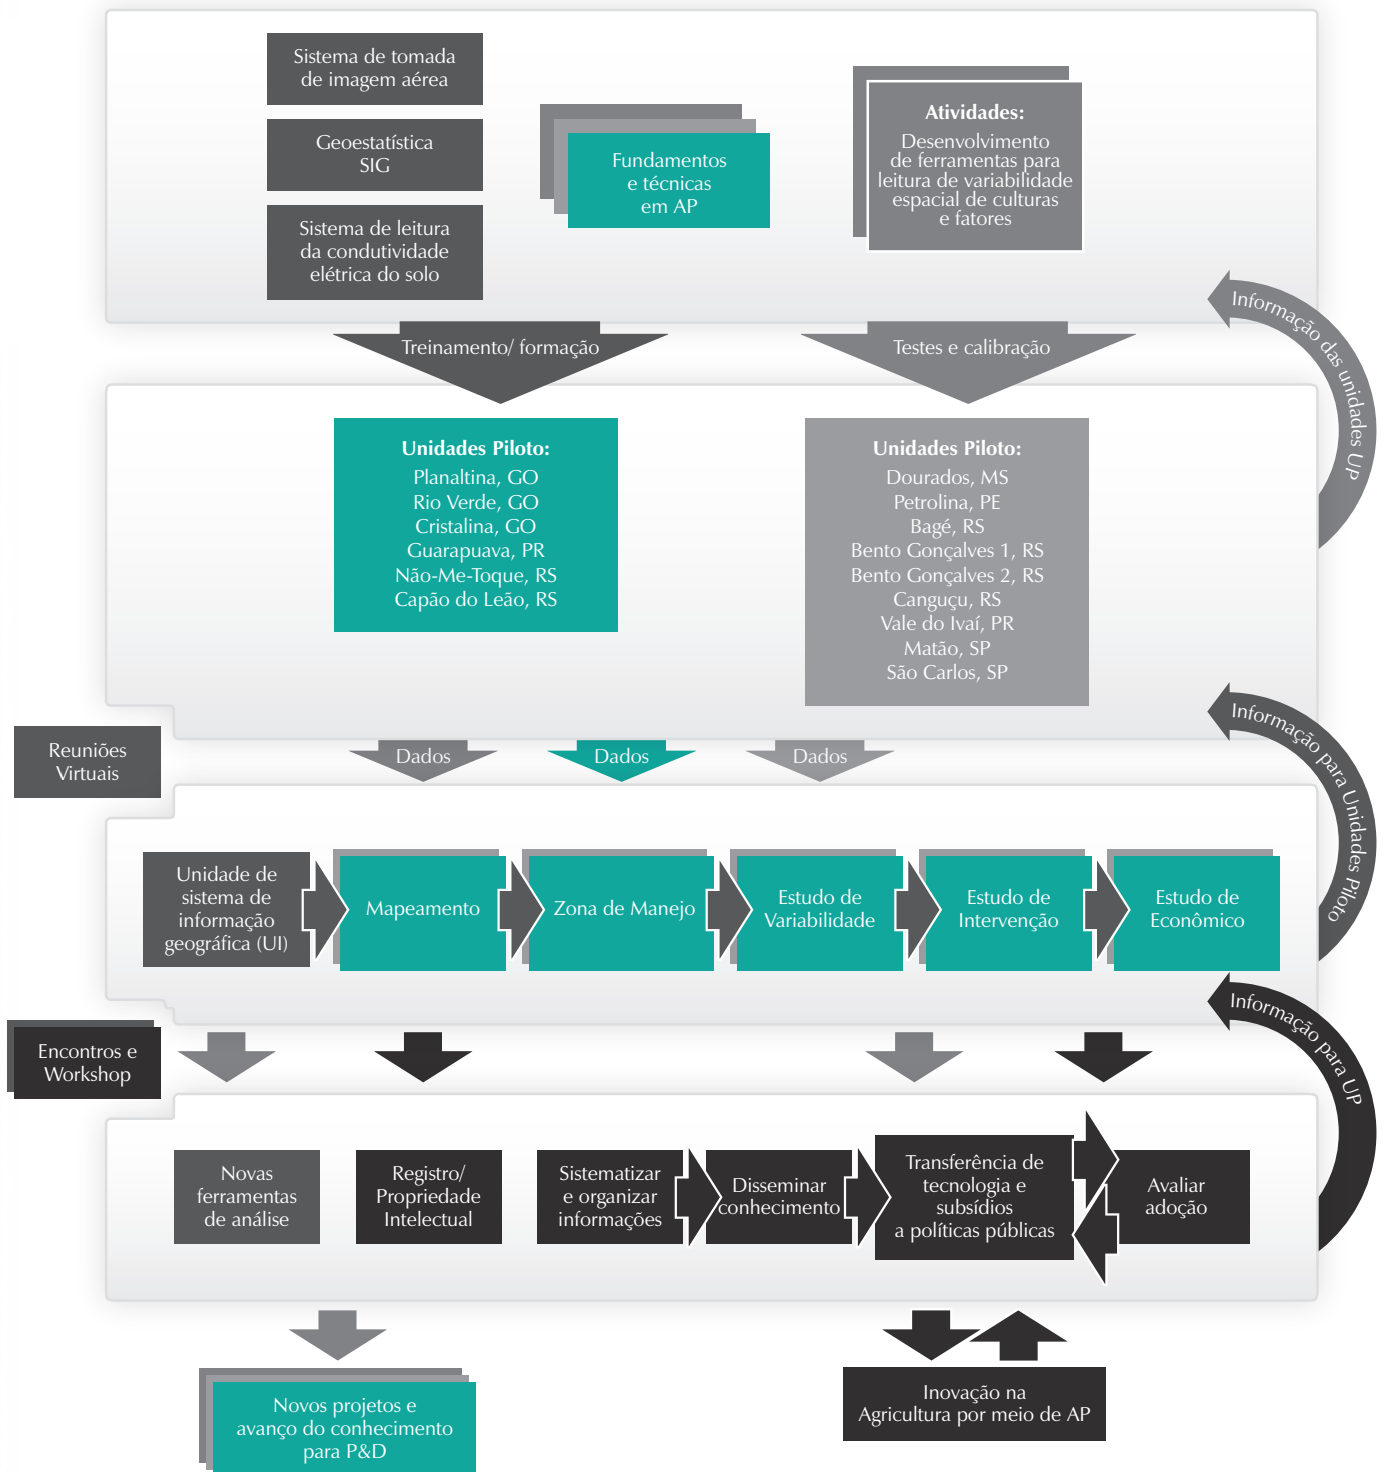 Sistema de tomada
de imagem aérea
Geoestatística
SIG
Sistema de leitura
da condutividade
elétrica do solo
Fundamentos
e técnicas
em AP
Atividades:
Desenvolvimento
de ferramentas para
leitura de variabilidade
espacial de culturas
e fatores
Informação das unidades UP
Treinamento/ formação
Testes e calibração
Unidades Piloto:
Planaltina, GO
Rio Verde, GO
Cristalina, GO
Guarapuava, PR
Não-Me-Toque, RS
Capão do Leão, RS
Unidades Piloto:
Dourados, MS
Petrolina, PE
Bagé, RS
Bento Gonçalves 1, RS
Bento Gonçalves 2, RS
Canguçu, RS
Vale do Ivaí, PR
Matão, SP
São Carlos, SP
Informação para Unidades Piloto
Reuniões
Virtuais
Dados
Dados
Dados
Unidade de
sistema de
informação
geográfica (UI)
Mapeamento
Zona de Manejo
Estudo de
Variabilidade
Estudo de
Intervenção
Estudo de
Econômico
Informação para UP
Encontros e
Workshop
Novas
ferramentas
de análise
Registro/
Propriedade
Intelectual
Sistematizar
e organizar
informações
Disseminar
conhecimento
Transferência de
tecnologia e
subsídios
a políticas públicas
Avaliar
adoção
Novos projetos e
avanço do conhecimento
para P&D
Inovação na
Agricultura por meio de AP